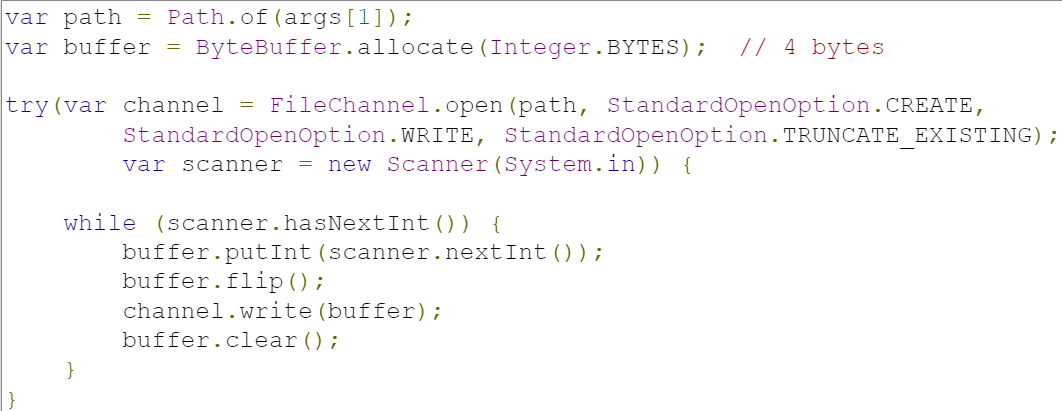 var path = Path.of(args[1]);
var buffer = ByteBuffer.allocate(Integer.BYTES);  // 4 bytes

try(var channel = FileChannel.open(path, StandardOpenOption.CREATE,
        StandardOpenOption.WRITE, StandardOpenOption.TRUNCATE_EXISTING);
        var scanner = new Scanner(System.in)) {

    while (scanner.hasNextInt()) {
        buffer.putInt(scanner.nextInt());
        buffer.flip();
        channel.write(buffer);
        buffer.clear();
    }
}